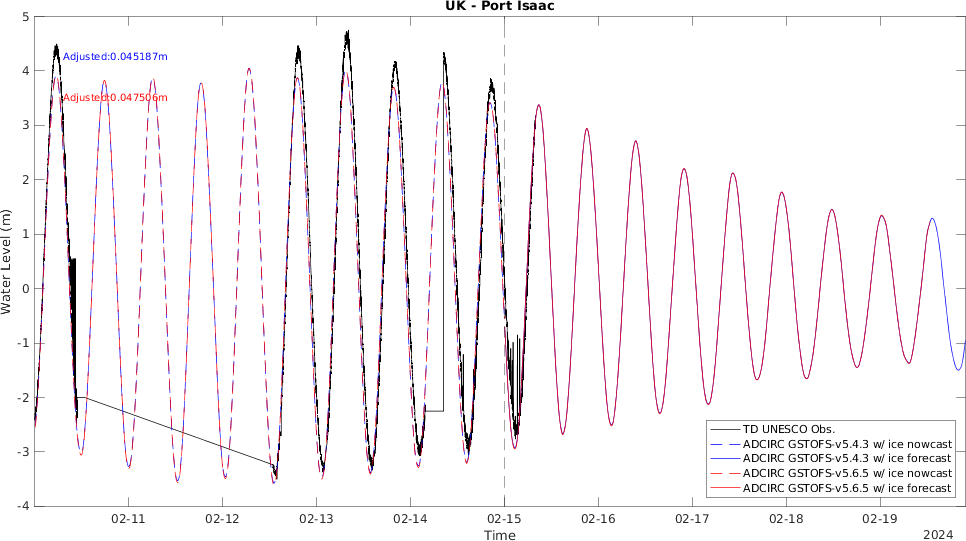 UK - Port Isaac
5
4
3
2
1
0
-1
-2
-3
-4
Water Level (m)
Adjusted:0.045187m
Adjusted:0.047506m
TD UNESCO Obs.
ADCIRC GSTOFS-v5.4.3 w/ ice nowcast
ADCIRC GSTOFS-v5.4.3 w/ ice forecast
ADCIRC GSTOFS-v5.6.5 w/ ice nowcast
ADCIRC GSTOFS-v5.6.5 w/ ice forecast
02-11 02-12 02-13 02-14 02-15 02-16 02-17 02-18 02-19
Time
2024